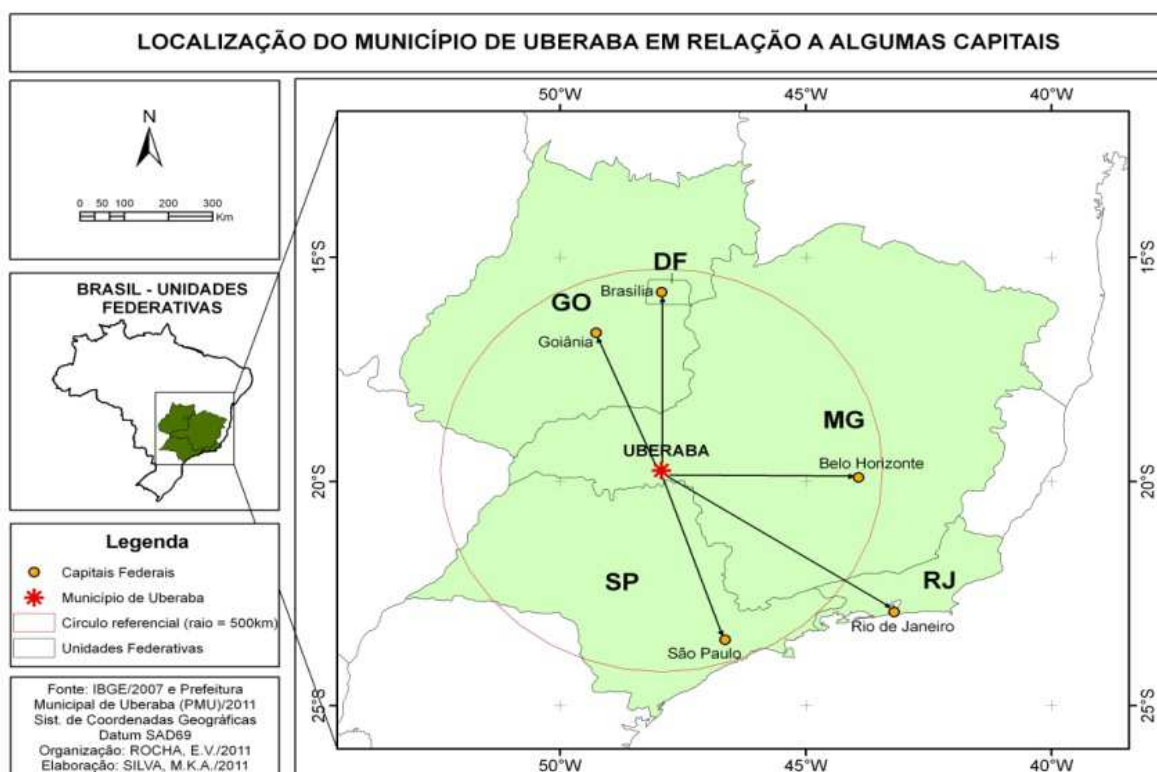 LOCALIZAÇÃO DO MUNICÍPIO DE UBERABA EM RELAÇÃO A ALGUMAS CAPITAIS
N
0 50 100 200 300
Km
BRASIL - UNIDADES
FEDERATIVAS
Legenda
Capitais Federais
Município de Uberaba
Circulo referencial (raio = 500km)
Unidades Federativas
Fonte: IBGE/2007 e Prefeitura
Municipal de Uberaba (PMU)/2011
Sist. de Coordenadas Geográficas
Datum SAD69
Organização: ROCHA, E.V./2011
Elaboração: SILVA, M.K.A./2011
50°W 45°W 40°W
15°S 15°S
DF
Brasília
GO
Goiânia
MG
UBERABA
Belo Horizonte
20°S 20°S
SP
RJ
Rio de Janeiro
São Paulo
25°S 25°S
50°W 45°W 40°W